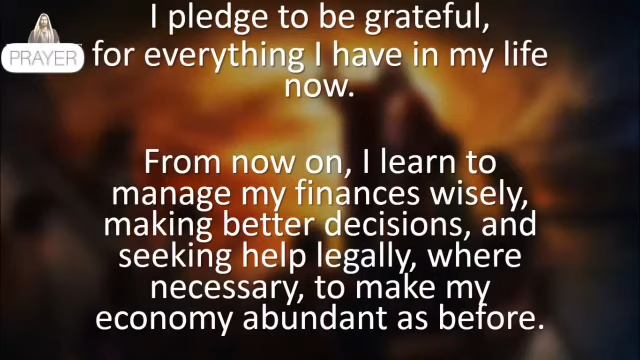 I pledge to be grateful,
PRAYER
for everything I have in my life
now.
From now on, I learn to
manage my finances wisely,
making better decisions, and
seeking help legally, where
necessary, to make my
economy abundant as before.